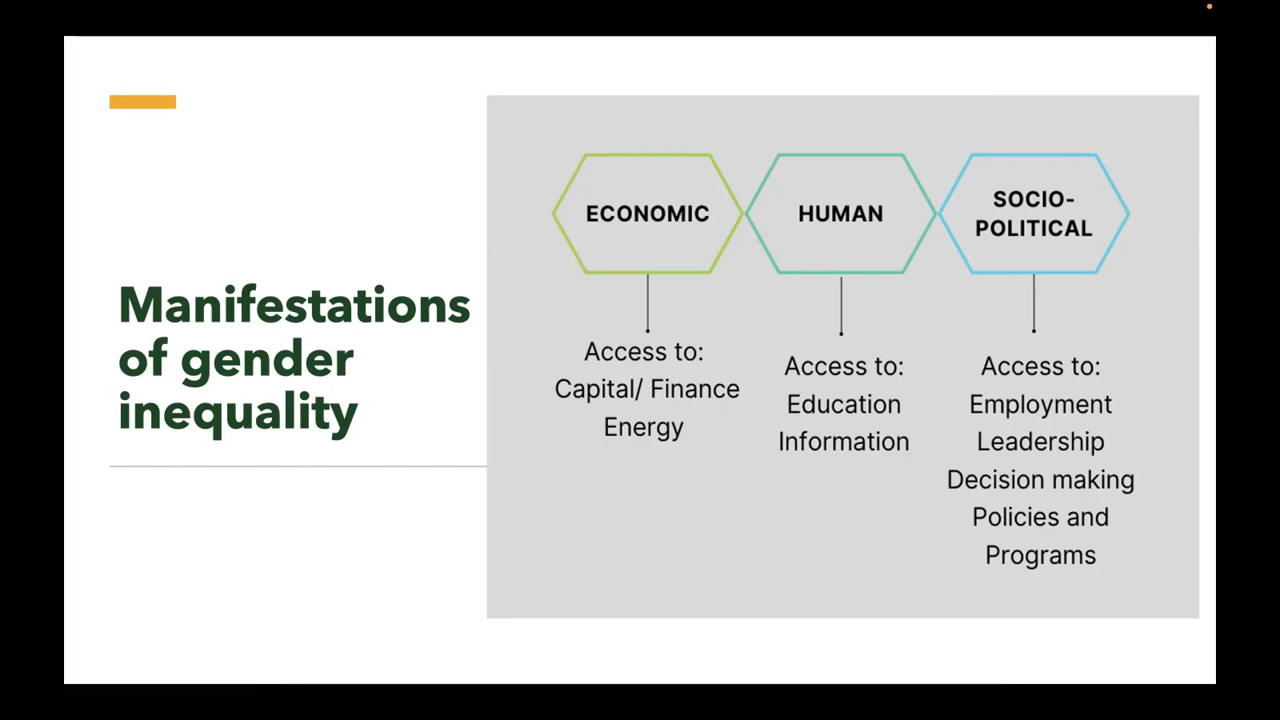 Manifestations
of gender
inequality
ECONOMIC
Access to:
Capital/ Finance
Energy
HUMAN
Access to:
Education
Information
SOCIO-
POLITICAL
Access to:
Employment
Leadership
Decision making
Policies and
Programs